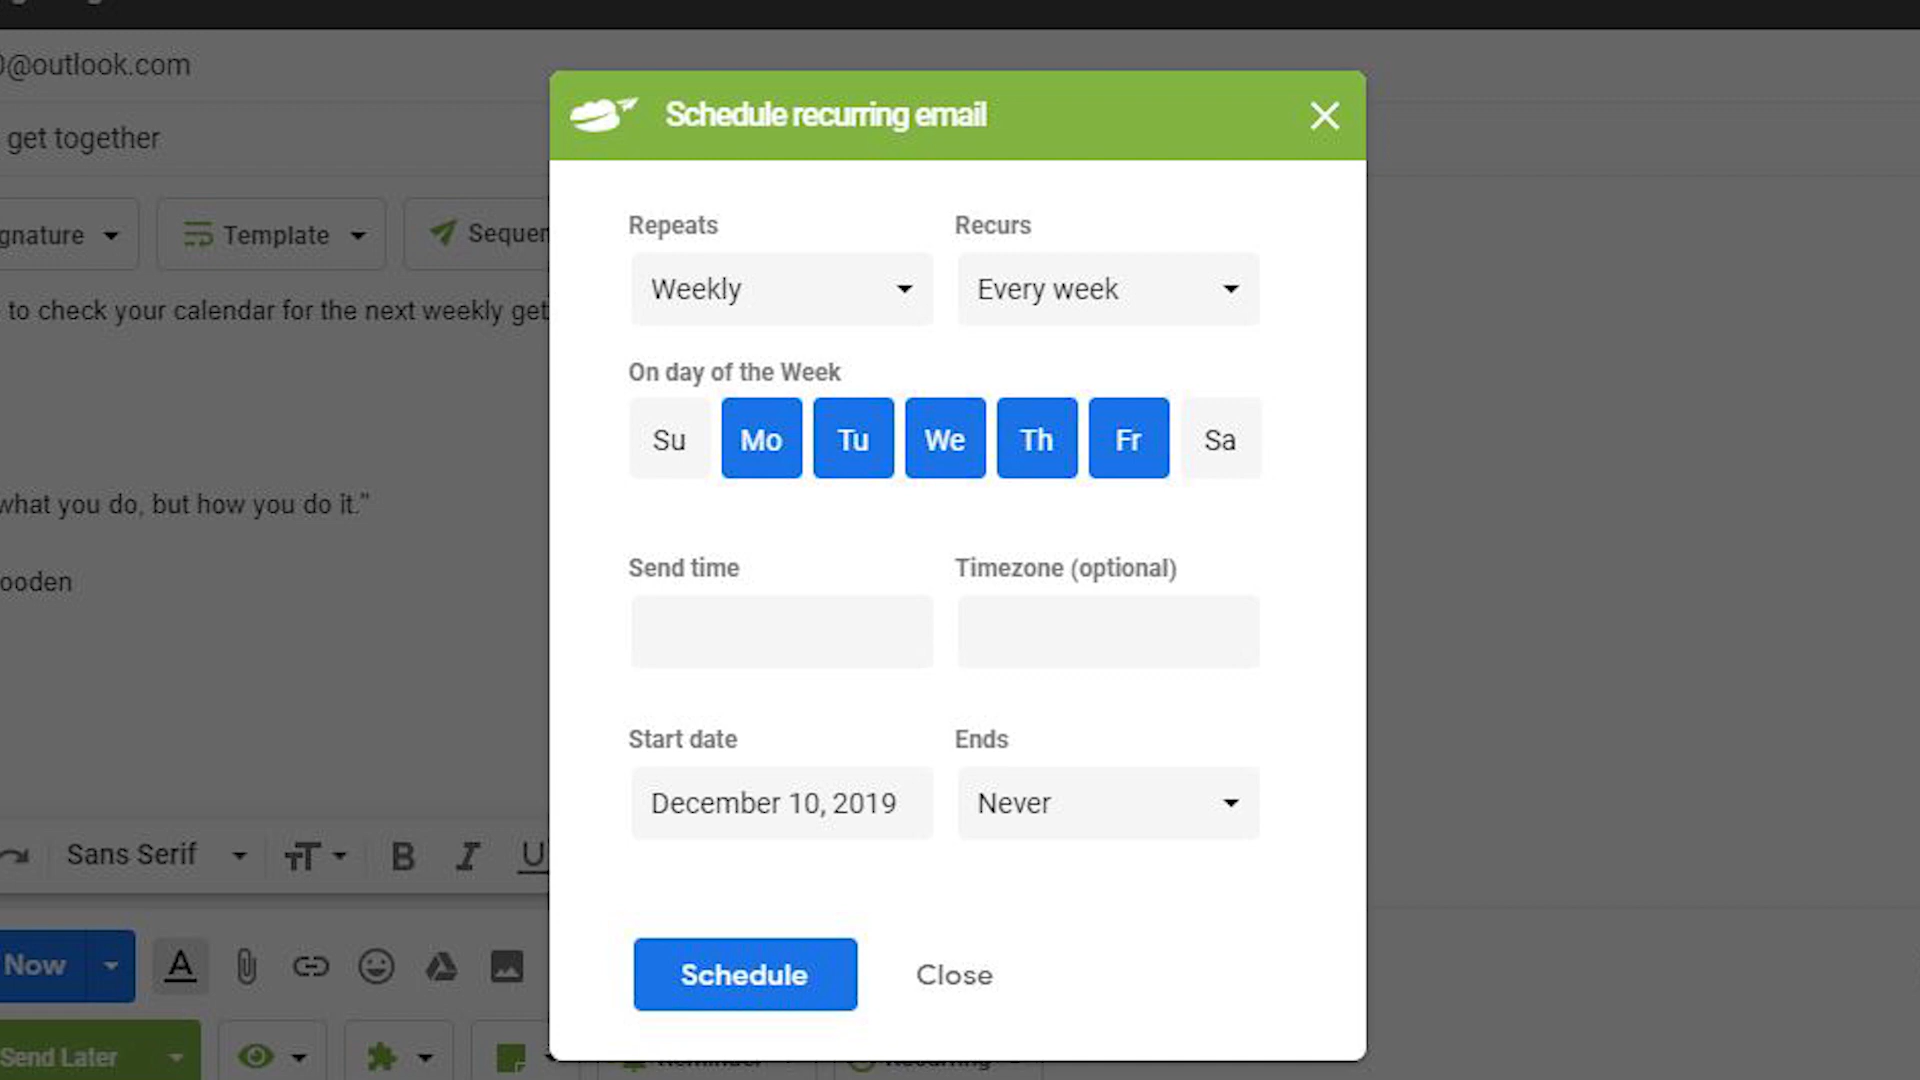 @outlook.com
get together
Schedule recurring email
Template
to check your calendar for the next weekly get
Repeats
Recurs
Weekly
Every week
On day of the Week
Su Mo Tu We Th Fr Sa
what you do, but how you do it.”
Send time
Timezone (optional)
Start date
Ends
December 10, 2019
Never
Sans Serif
TT B I U
Now A
Schedule
Close
Send Later